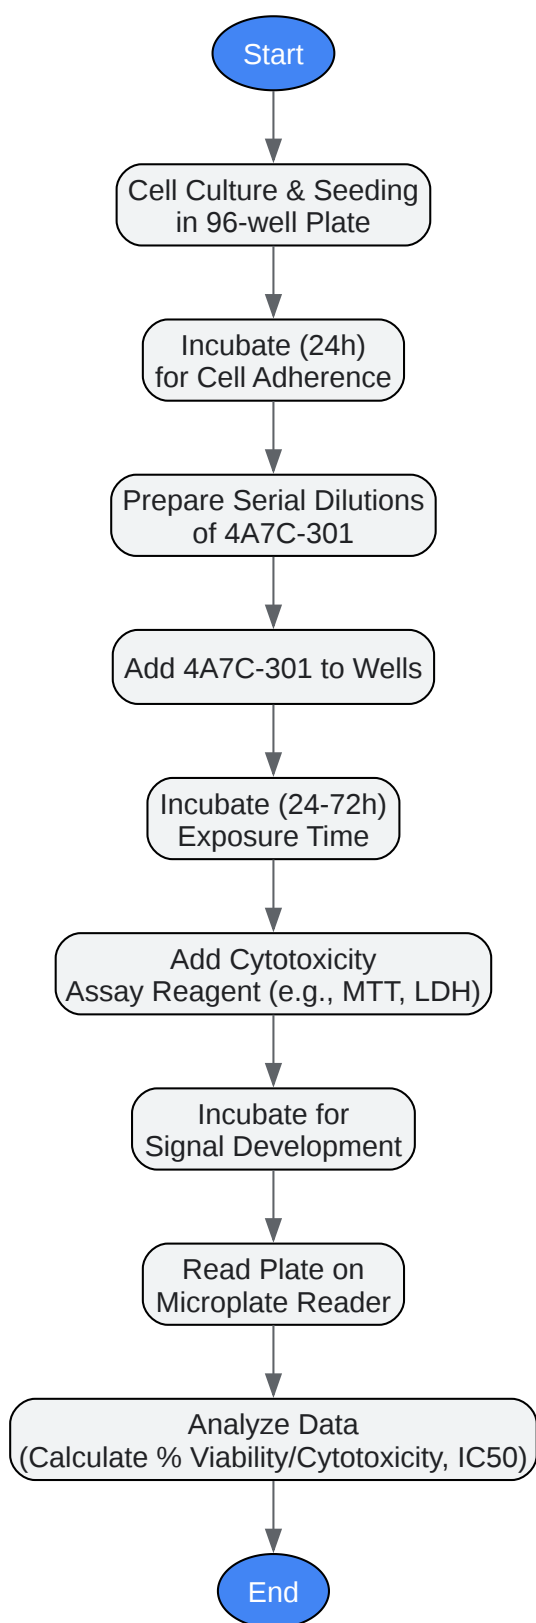 Start
Cell Culture & Seeding
in 96-well Plate
Incubate (24h)
for Cell Adherence
Prepare Serial Dilutions
of 4A7C-301
Add 4A7C-301 to Wells
Incubate (24-72h)
Exposure Time
Add Cytotoxicity
Assay Reagent (e.g., MTT, LDH)
Incubate for
Signal Development
Read Plate on
Microplate Reader
Analyze Data
(Calculate % Viability/Cytotoxicity, IC50)
End